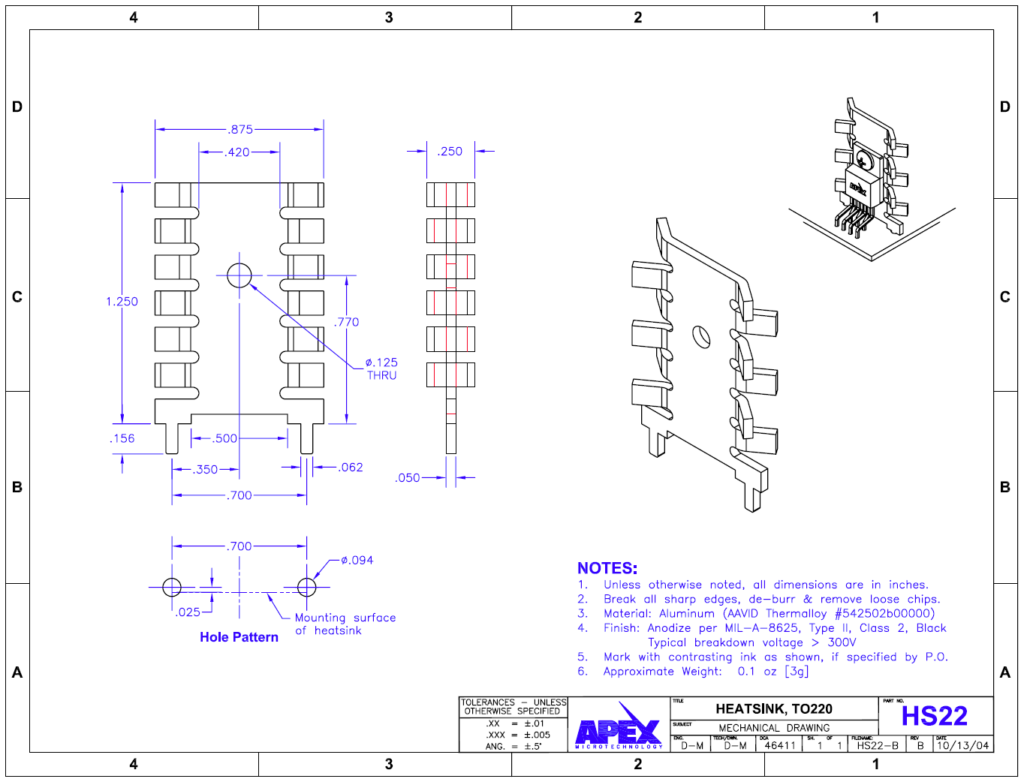 4 3 2 1
D D
.875
.420
.250
C C
1.250
.770
ø.125
THRU
.156
.500
.350
.062
.050
.700
B B
.700
ø.094
.025
Mounting surface
of heatsink
Hole Pattern
APEX
NOTES:
1. Unless otherwise noted, all dimensions are in inches.
2. Break all sharp edges, de-burr & remove loose chips.
3. Material: Aluminum (AAVID Thermalloy #542502b00000)
4. Finish: Anodize per MIL-A-8625, Type II, Class 2, Black
Typical breakdown voltage > 300V
5. Mark with contrasting ink as shown, if specified by P.O.
6. Approximate Weight: 0.1 oz [3g]
A A
TOLERANCES - UNLESS
OTHERWISE SPECIFIED
.XX = ±.01
.XXX = ±.005
ANG. = ±.5°
APEX
MICROTECHNOLOGY
TITLE
HEATSINK, TO220
SUBJECT
MECHANICAL DRAWING
PART NO.
HS22
ENG. D-M
TECH/DWN. D-M
DCA 46411
SH. 1 OF 1
FILENAME: HS22-B
REV B
DATE 10/13/04
4 3 2 1